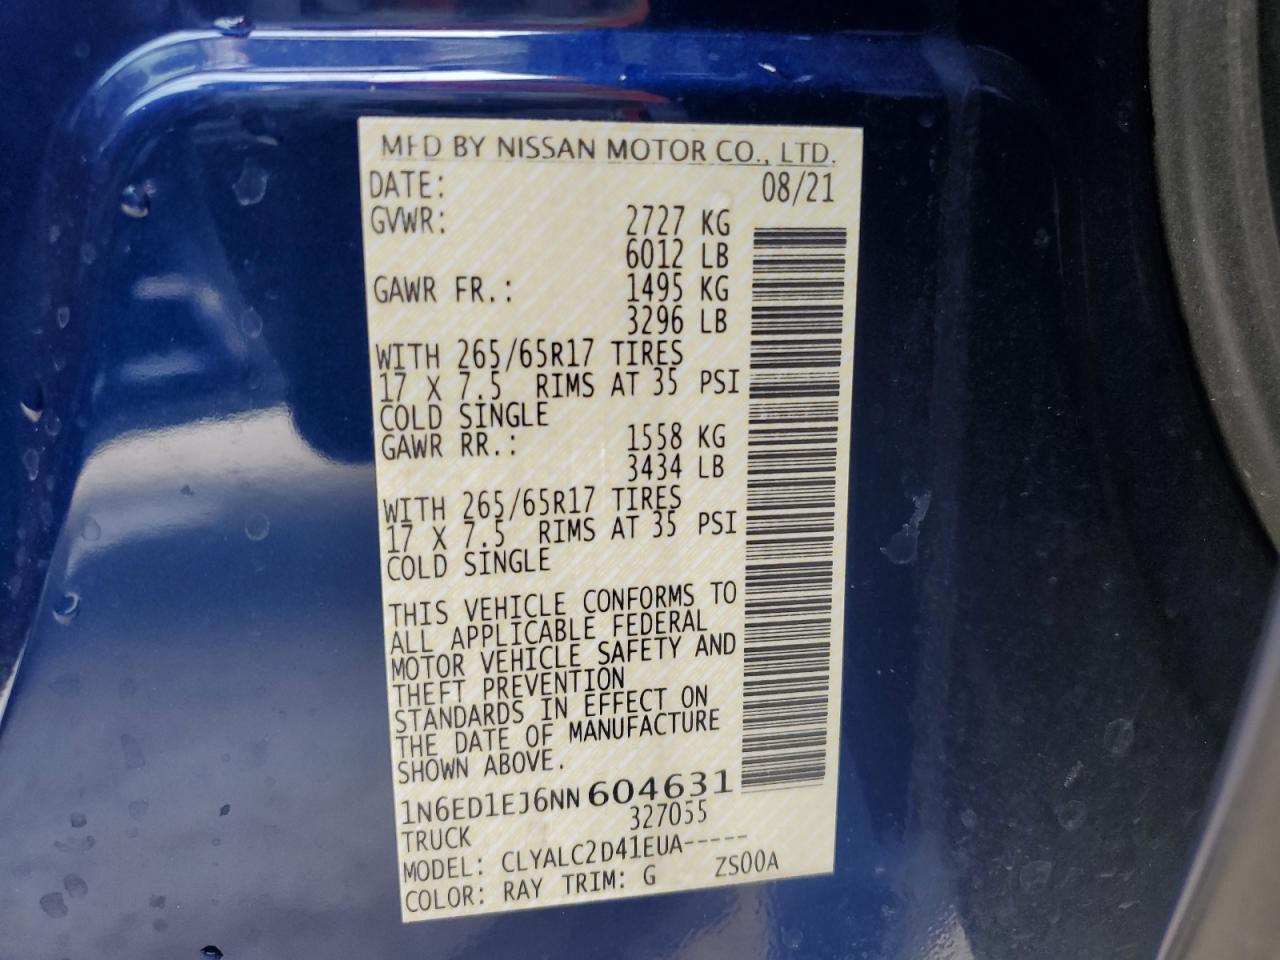 MFD BY NISSAN MOTOR CO., LTD.
DATE: 08/21
GVWR: 2727 KG
6012 LB
GAWR FR.: 1495 KG
3296 LB
WITH 265/65R17 TIRES
17 X 7.5 RIMS AT 35 PSI
COLD SINGLE
GAWR RR.: 1558 KG
3434 LB
WITH 265/65R17 TIRES
17 X 7.5 RIMS AT 35 PSI
COLD SINGLE
THIS VEHICLE CONFORMS TO
ALL APPLICABLE FEDERAL
MOTOR VEHICLE SAFETY AND
THEFT PREVENTION
STANDARDS IN EFFECT ON
THE DATE OF MANUFACTURE
SHOWN ABOVE.
1N6ED1EJ6NN604631
327055
TRUCK
MODEL: CLYALC2D41EUA-----
COLOR: RAY TRIM: G ZS00A